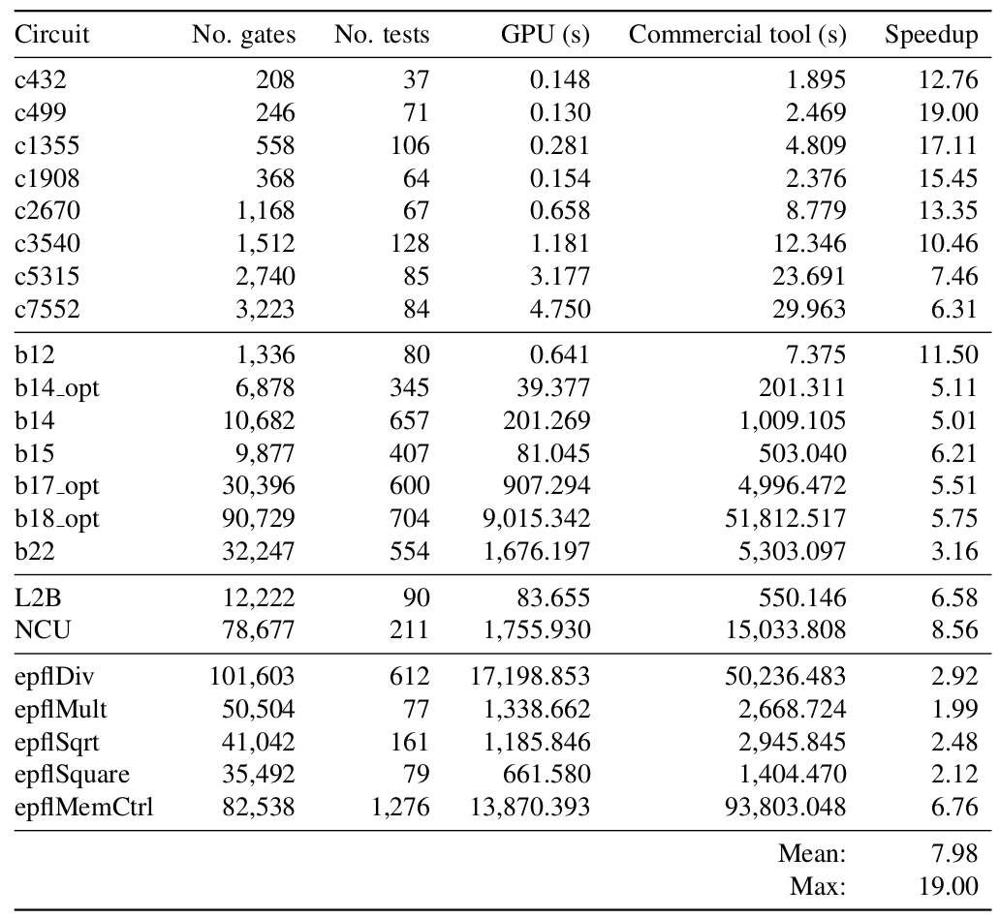 Circuit No. gates No. tests GPU (s) Commercial tool (s) Speedup
c432 208 37 0.148 1.895 12.76
c499 246 71 0.130 2.469 19.00
c1355 558 106 0.281 4.809 17.11
c1908 368 64 0.154 2.376 15.45
c2670 1,168 67 0.658 8.779 13.35
c3540 1,512 128 1.181 12.346 10.46
c5315 2,740 85 3.177 23.691 7.46
c7552 3,223 84 4.750 29.963 6.31
b12 1,336 80 0.641 7.375 11.50
b14_opt 6,878 345 39.377 201.311 5.11
b14 10,682 657 201.269 1,009.105 5.01
b15 9,877 407 81.045 503.040 6.21
b17_opt 30,396 600 907.294 4,996.472 5.51
b18_opt 90,729 704 9,015.342 51,812.517 5.75
b22 32,247 554 1,676.197 5,303.097 3.16
L2B 12,222 90 83.655 550.146 6.58
NCU 78,677 211 1,755.930 15,033.808 8.56
epflDiv 101,603 612 17,198.853 50,236.483 2.92
epflMult 50,504 77 1,338.662 2,668.724 1.99
epflSqrt 41,042 161 1,185.846 2,945.845 2.48
epflSquare 35,492 79 661.580 1,404.470 2.12
epflMemCtrl 82,538 1,276 13,870.393 93,803.048 6.76
Mean: 7.98
Max: 19.00